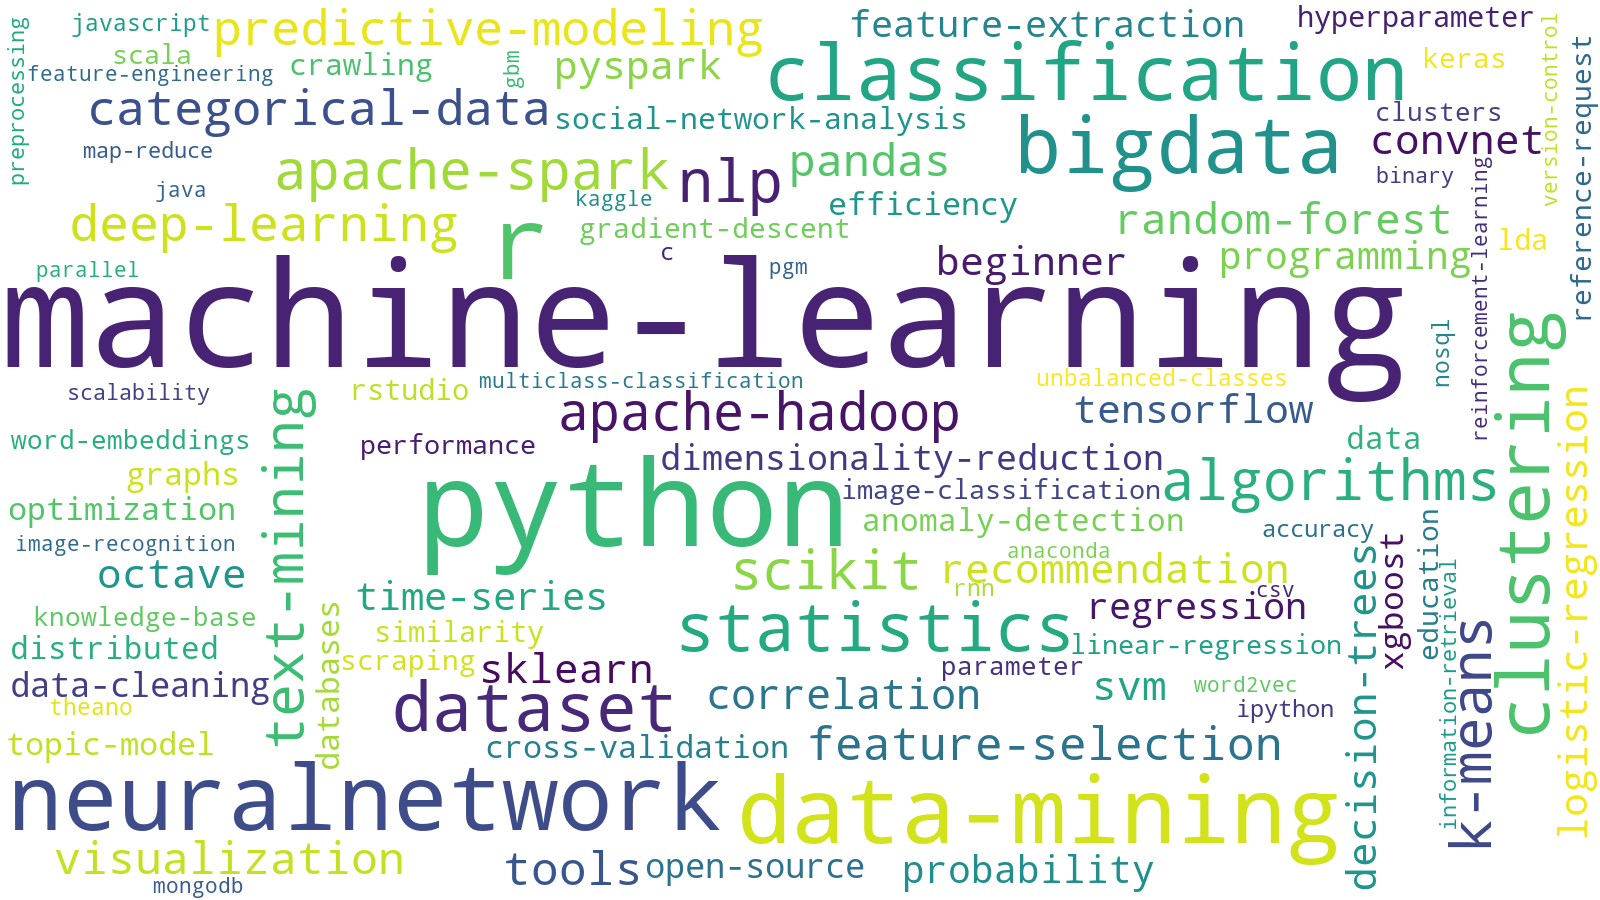 javascript
predictive-modeling
feature-extraction
hyperparameter
preprocessing
scala
feature-engineering
crawling
gbm
pyspark
classification
keras
version-control
reference-request
categorical-data
social-network-analysis
bigdata
clusters
convnet
map-reduce
apache-spark
nlp
pandas
binary
java
kaggle
efficiency
deep-learning
r
gradient-descent
random-forest
reinforcement-learning
lda
parallel
c
pgm
beginner
programming
machine-learning
nosql
clustering
scalability
text-mining
rstudio
multiclass-classification
unbalanced-classes
apache-hadoop
tensorflow
logistic-regression
word-embeddings
performance
dimensionality-reduction
data
graphs
python
image-classification
algorithms
optimization
anomaly-detection
accuracy
education
image-recognition
anaconda
xgboost
octave
scikit
recommendation
decision-trees
information-retrieval
time-series
rnn
csv
knowledge-base
databases
similarity
statistics
regression
k-means
distributed
scraping
sklearn
parameter
linear-regression
data-cleaning
dataset
correlation
svm
word2vec
theano
ipython
topic-model
cross-validation
feature-selection
neuralnetwork
data-mining
visualization
tools
open-source
probability
mongodb